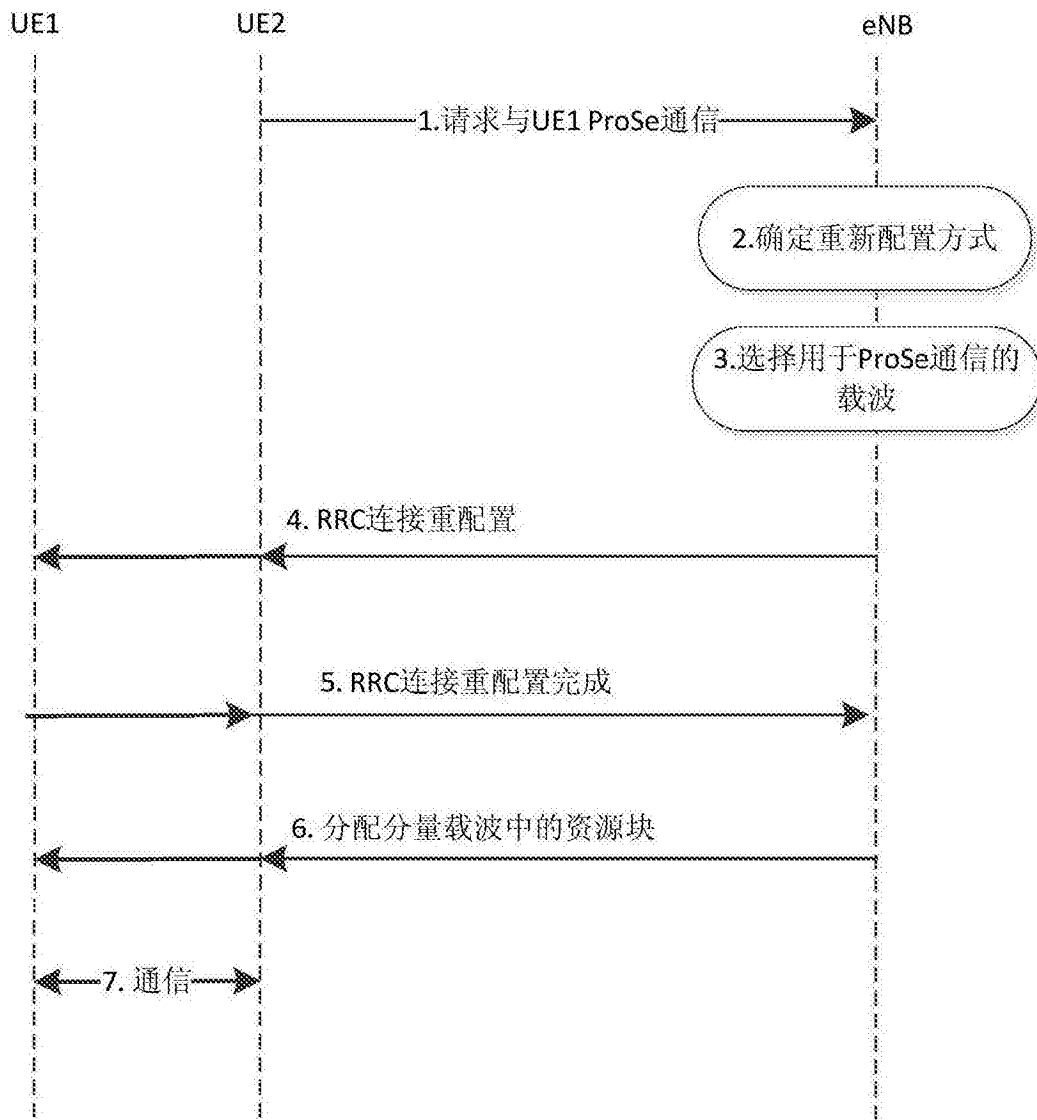 UE1
UE2
eNB
1.请求与UE1 ProSe通信
2.确定重新配置方式
3.选择用于ProSe通信的
载波
4. RRC连接重配置
5. RRC连接重配置完成
6. 分配分量载波中的资源块
7. 通信